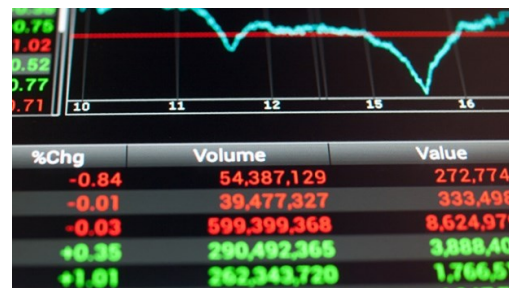 0.75
1.02
0.52
0.77
0.71
10 11 12 15 16
%Chg Volume Value
-0.84 54,387,129 272,774
-0.01 39,477,327 333,498
-0.03 599,399,368 8,624,97
+0.35 290,492,365 3,888,40
+1.01 262,343,720 1,766,5